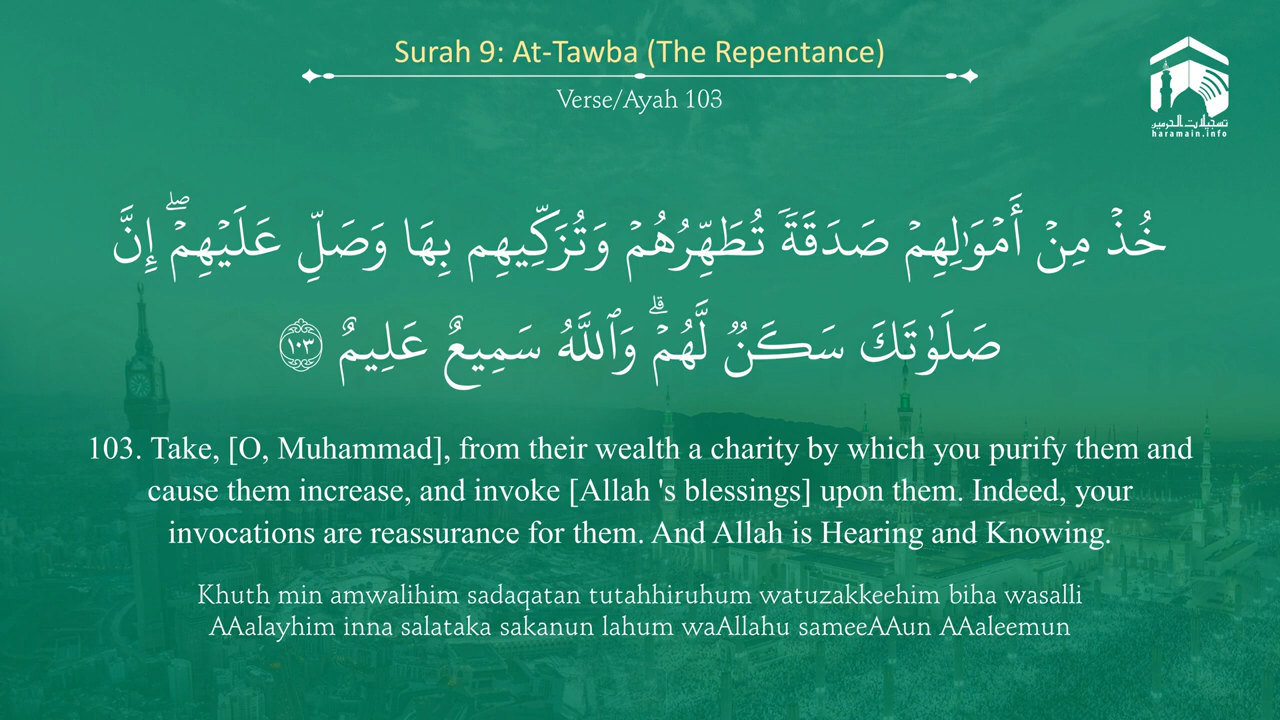 Surah 9: At-Tawba (The Repentance)
Verse/Ayah 103
تسجيلات الحرمين
haramain.info
خُذۡ مِنۡ أَمۡوَٰلِهِمۡ صَدَقَةٗ تُطَهِّرُهُمۡ وَتُزَكِّيهِم بِهَا وَصَلِّ عَلَيۡهِمۡۖ إِنَّ
صَلَوٰتَكَ سَكَنٞ لَّهُمۡۗ وَٱللَّهُ سَمِيعٌ عَلِيمٌ ١٠٣
103. Take, [O, Muhammad], from their wealth a charity by which you purify them and
cause them increase, and invoke [Allah 's blessings] upon them. Indeed, your
invocations are reassurance for them. And Allah is Hearing and Knowing.
Khuth min amwalihim sadaqatan tutahhiruhum watuzakkeehim biha wasalli
AAalayhim inna salataka sakanun lahum waAllahu sameeAAun AAaleemun